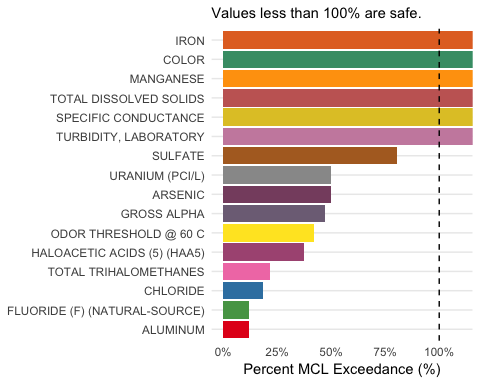 Values less than 100% are safe.
IRON
COLOR
MANGANESE
TOTAL DISSOLVED SOLIDS
SPECIFIC CONDUCTANCE
TURBIDITY, LABORATORY
SULFATE
URANIUM (PCI/L)
ARSENIC
GROSS ALPHA
ODOR THRESHOLD @ 60 C
HALOACETIC ACIDS (5) (HAA5)
TOTAL TRIHALOMETHANES
CHLORIDE
FLUORIDE (F) (NATURAL-SOURCE)
ALUMINUM
0% 25% 50% 75% 100%
Percent MCL Exceedance (%)